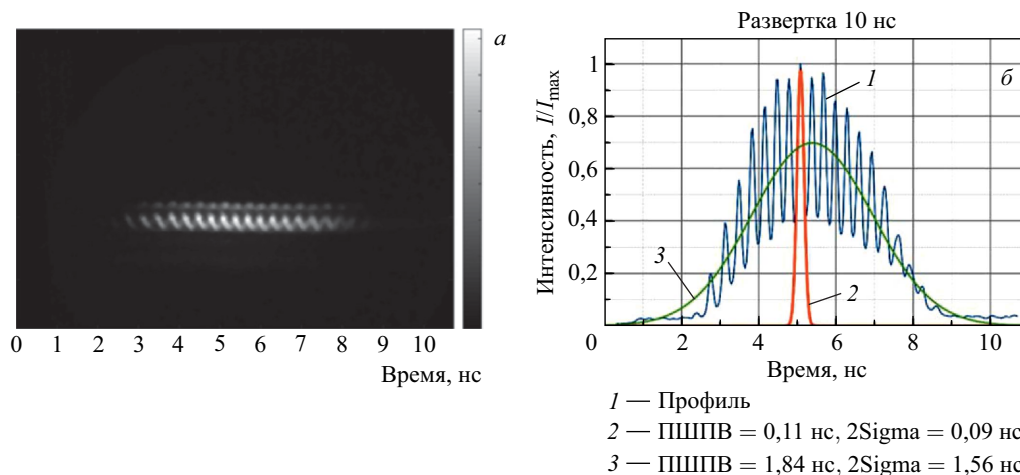 а
0 1 2 3 4 5 6 7 8 9 10
Время, нс
Развертка 10 нс
б
1
0,8
0,6
0,4
0,2
0 2 4 6 8 10
Интенсивность, I/Imax
1
2
3
Время, нс
1 — Профиль
2 — ПШПВ = 0,11 нс, 2Sigma = 0,09 нс
3 — ПШПВ = 1,84 нс, 2Sigma = 1,56 нс